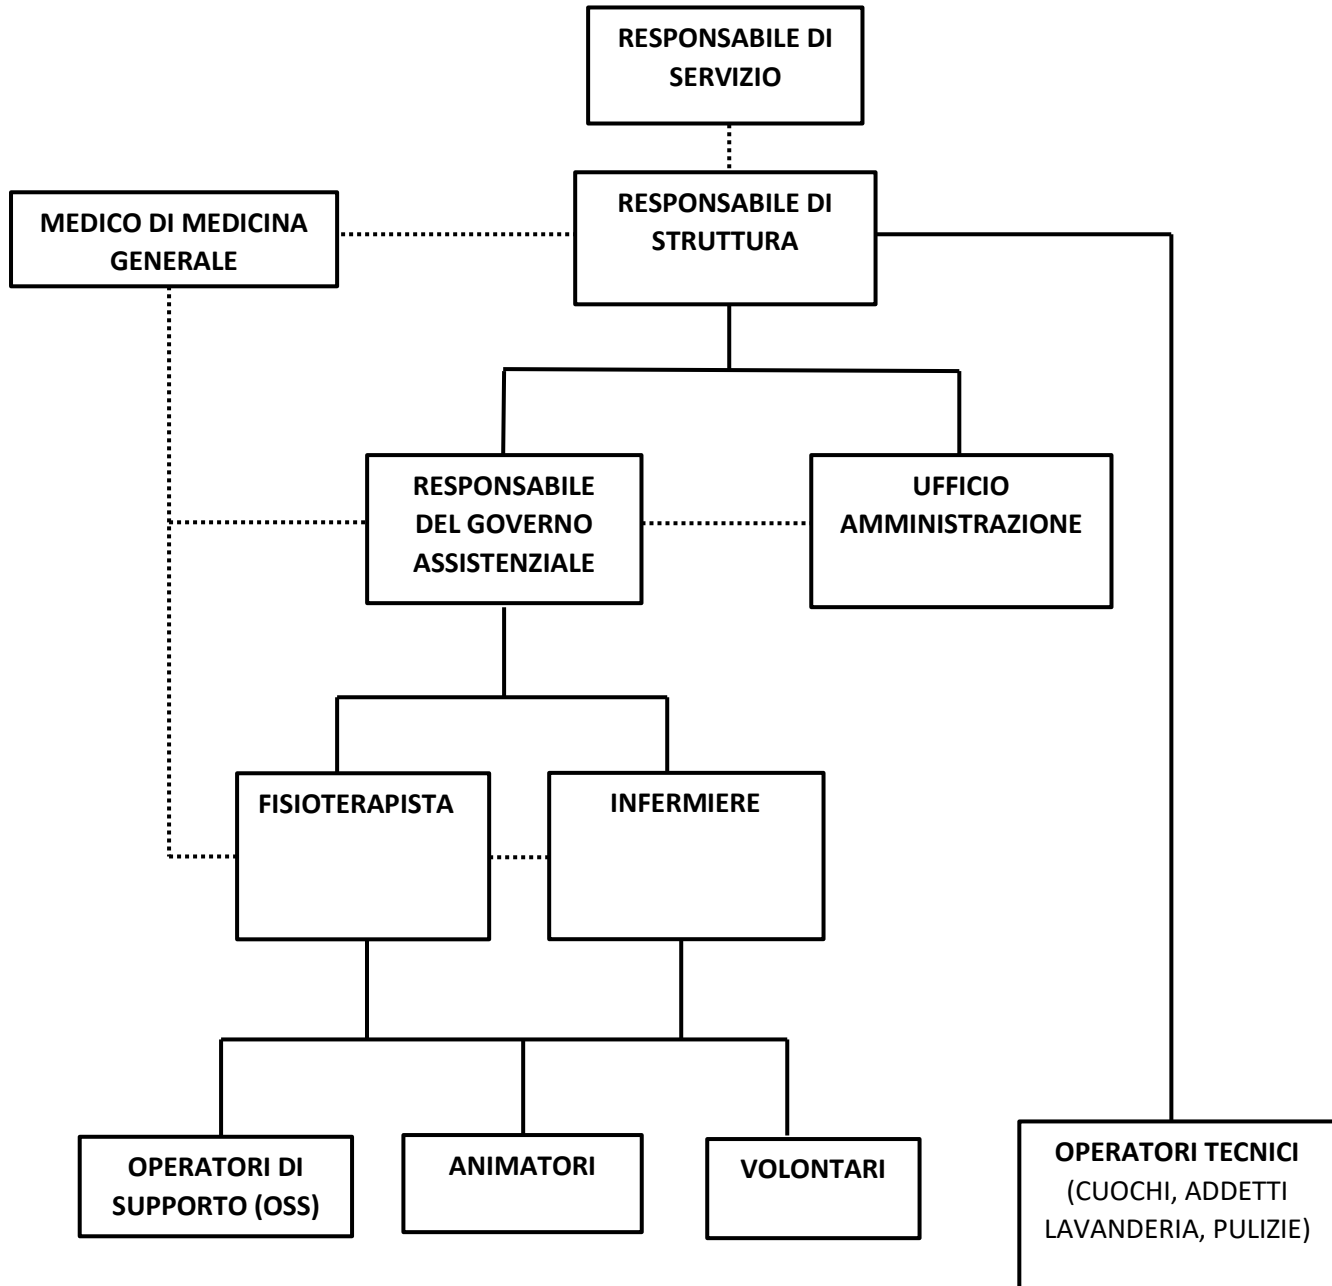 RESPONSABILE DI
SERVIZIO
MEDICO DI MEDICINA
GENERALE
RESPONSABILE DI
STRUTTURA
RESPONSABILE
DEL GOVERNO
ASSISTENZIALE
UFFICIO
AMMINISTRAZIONE
FISIOTERAPISTA
INFERMIERE
OPERATORI DI
SUPPORTO (OSS)
ANIMATORI
VOLONTARI
OPERATORI TECNICI
(CUOCHI, ADDETTI
LAVANDERIA, PULIZIE)